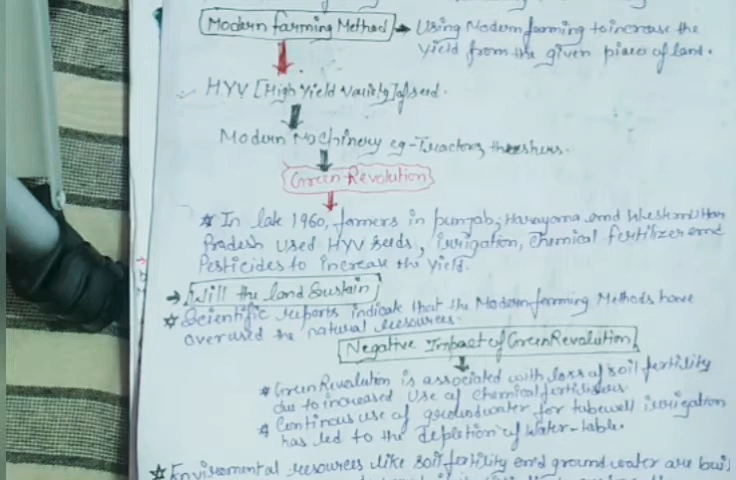 Modern farming Method → Using Modern farming to increase the
yield from the given piece of land.
HYV [High Yield Variety] of seed.
Modern Machinery eg - Tractors, threshers.
Green Revolution
* In late 1960, farmers in punjab, Harayana and Western Uttar
Pradesh used HYV seeds, irrigation, chemical fertilizer and
Pesticides to increase the yield.
→ Will the land Sustain
* Scientific reports indicate that the Modern farming Methods have
overused the natural resources.
Negative Impact of Green Revolution
* Green Revolution is associated with loss of soil fertility
due to increased use of chemical fertilisers
* Continous use of groundwater for tubewell irrigation
has led to the depletion of water-table.
* Enviromental resources like soil fertility and ground water are